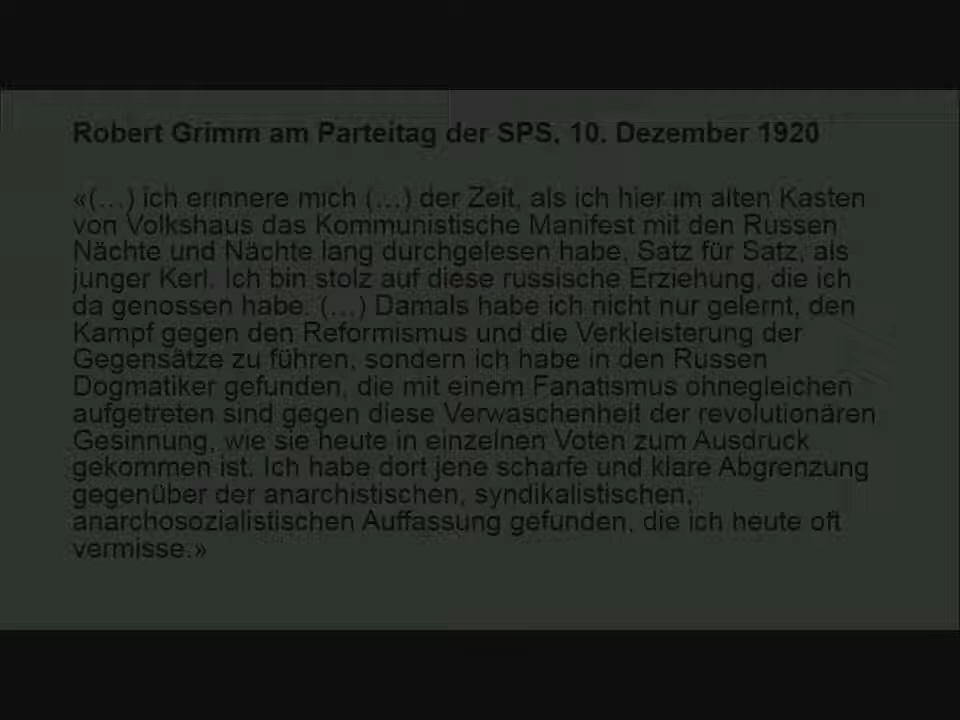 Robert Grimm am Parteitag der SPS, 10. Dezember 1920
«(…) ich erinnere mich (…) der Zeit, als ich hier im alten Kasten
von Volkshaus das Kommunistische Manifest mit den Russen
Nächte und Nächte lang durchgelesen habe, Satz für Satz, als
junger Kerl. Ich bin stolz auf diese russische Erziehung, die ich
da genossen habe. (…) Damals habe ich nicht nur gelernt, den
Kampf gegen den Reformismus und die Verkleisterung der
Gegensätze zu führen, sondern ich habe in den Russen
Dogmatiker gefunden, die mit einem Fanatismus ohnegleichen
aufgetreten sind gegen diese Verwaschenheit der revolutionären
Gesinnung, wie sie heute in einzelnen Voten zum Ausdruck
gekommen ist. Ich habe dort jene scharfe und klare Abgrenzung
gegenüber der anarchistischen, syndikalistischen,
anarchosozialistischen Auffassung gefunden, die ich heute oft
vermisse.»